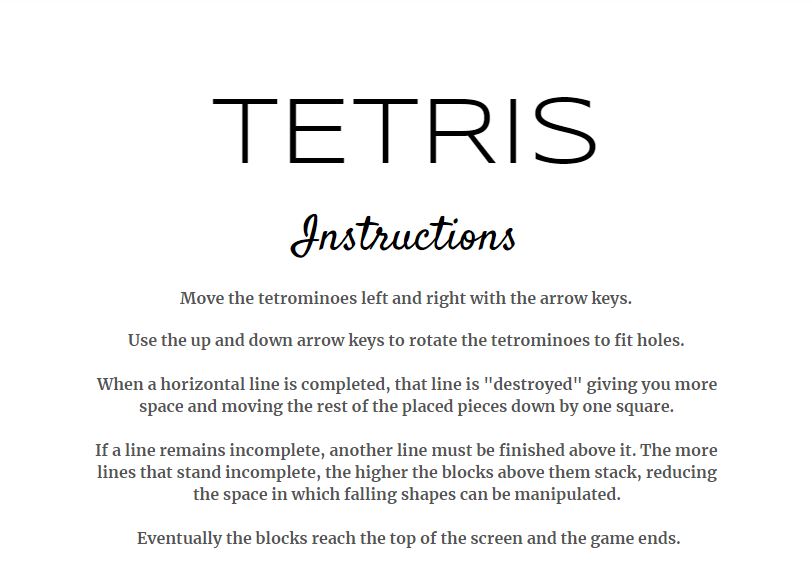 TETRIS
Instructions
Move the tetrominoes left and right with the arrow keys.
Use the up and down arrow keys to rotate the tetrominoes to fit holes.
When a horizontal line is completed, that line is "destroyed" giving you more
space and moving the rest of the placed pieces down by one square.
If a line remains incomplete, another line must be finished above it. The more
lines that stand incomplete, the higher the blocks above them stack, reducing
the space in which falling shapes can be manipulated.
Eventually the blocks reach the top of the screen and the game ends.